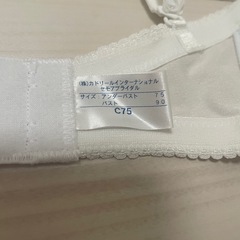 (株)カドリールインターナショナル
セモアブライダル
サイズ アンダーバスト 75
バスト 90
C75